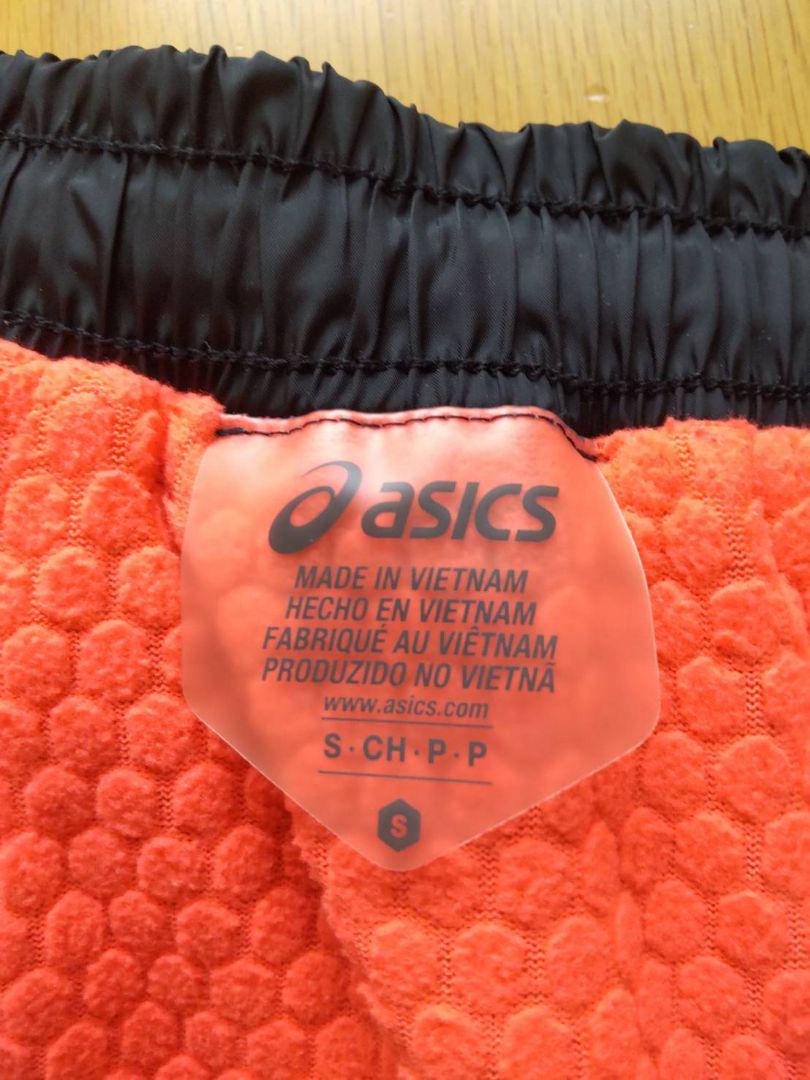 asics
MADE IN VIETNAM
HECHO EN VIETNAM
FABRIQUÉ AU VIÊTNAM
PRODUZIDO NO VIETNÃ
www.asics.com
S·CH·P·P
S